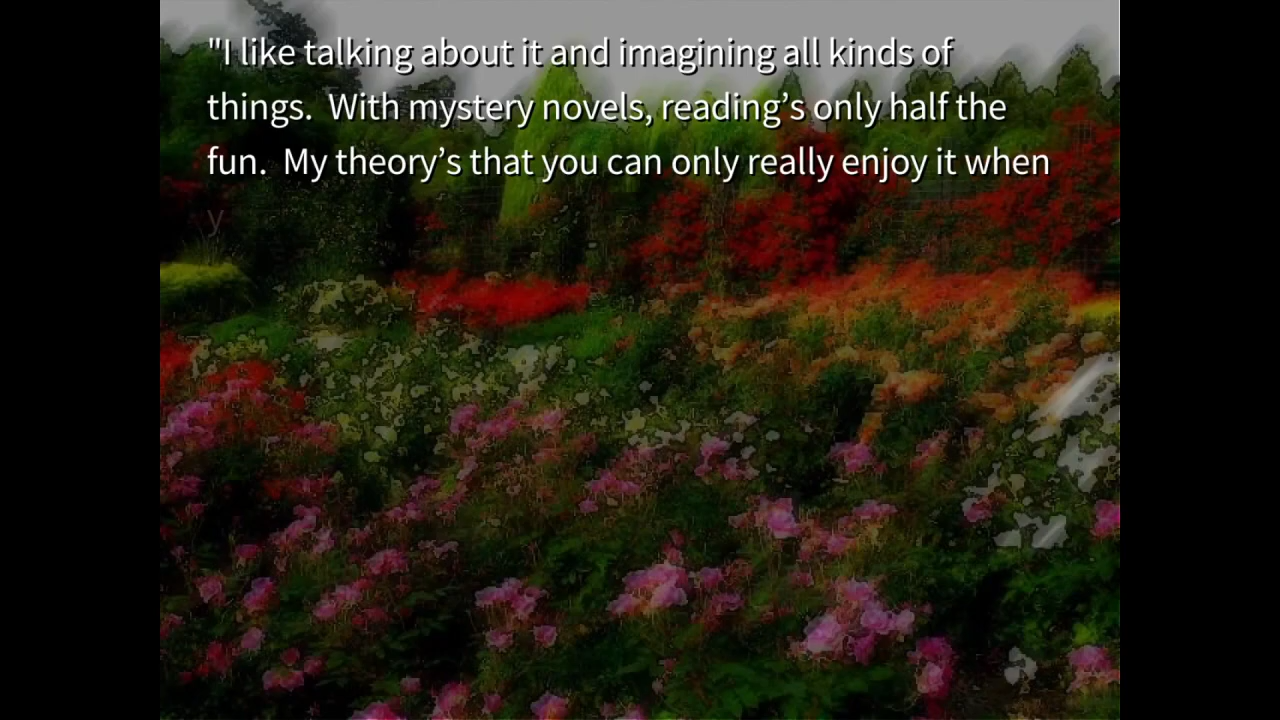 "I like talking about it and imagining all kinds of
things.  With mystery novels, reading’s only half the
fun.  My theory’s that you can only really enjoy it when
y